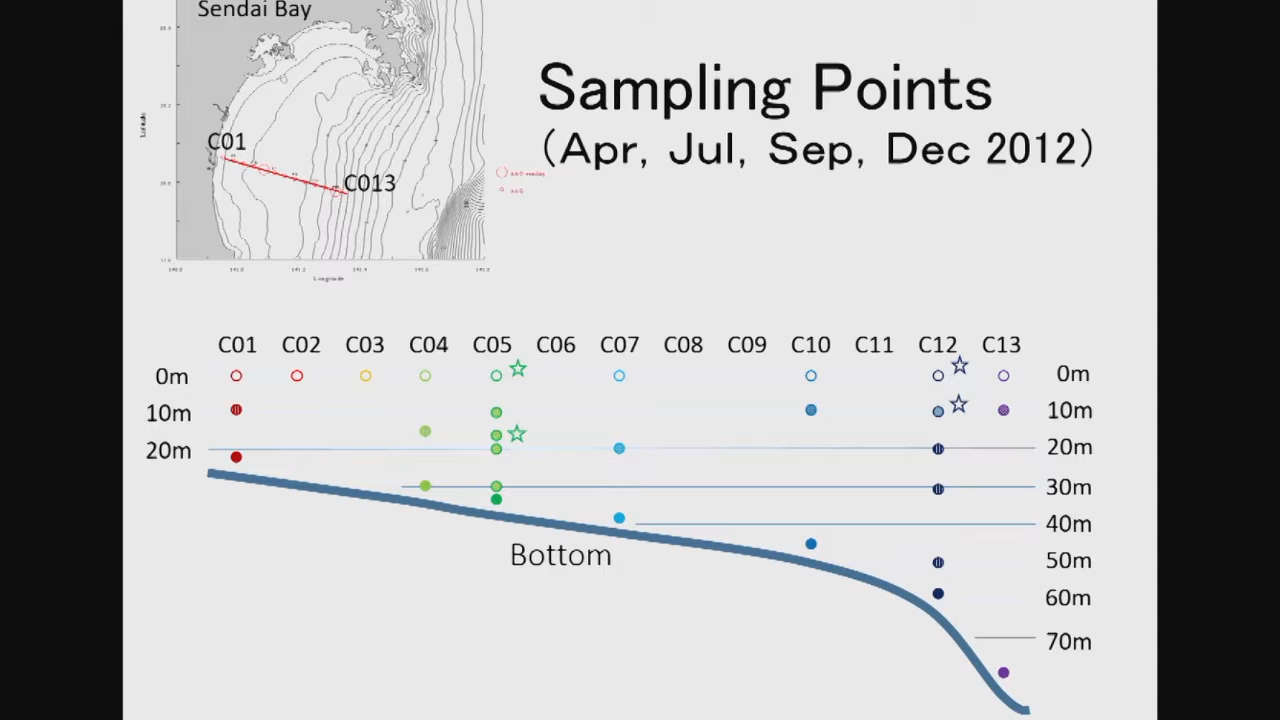 Sendai Bay
Sampling Points
(Apr, Jul, Sep, Dec 2012)
C01
C013
C01 C02 C03 C04 C05 C06 C07 C08 C09 C10 C11 C12 C13
0m 0m
10m 10m
20m 20m
30m
40m
Bottom
50m
60m
70m